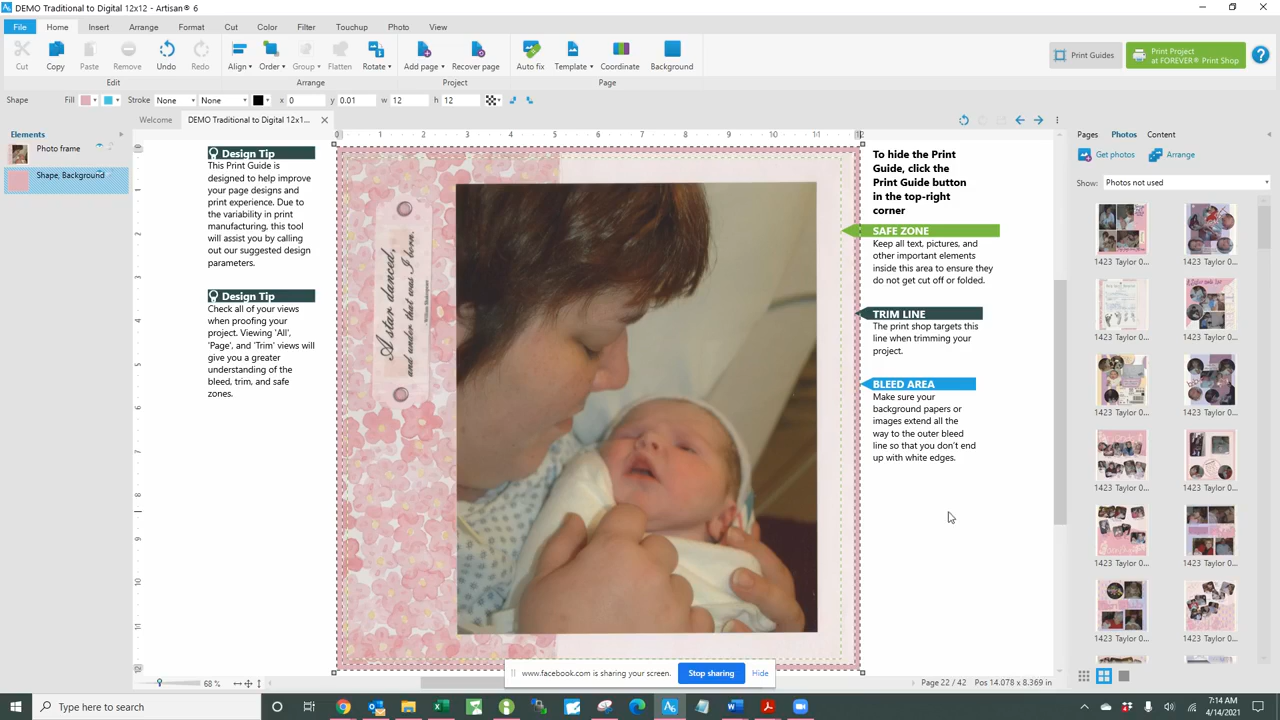 DEMO Traditional to Digital 12x12 - Artisan® 6
File Home Insert Arrange Format Cut Color Filter Touchup Photo View
Cut Copy Paste Remove Undo Redo Align Order Group Flatten Rotate Add page Recover page Auto fix Template Coordinate Background
Print Guides
Print Project
at FOREVER® Print Shop
Edit Arrange Project Page
Shape Fill Stroke None None x 0 y 0.01 w 12 h 12
Welcome DEMO Traditional to Digital 12x1...
Elements
Photo frame
Shape, Background
Design Tip
This Print Guide is
designed to help improve
your page designs and
print experience. Due to
the variability in print
manufacturing, this tool
will assist you by calling
out our suggested design
parameters.
Design Tip
Check all of your views
when proofing your
project. Viewing 'All',
'Page', and 'Trim' views will
give you a greater
understanding of the
bleed, trim, and safe
zones.
A star danced,
and under that was I born.
To hide the Print
Guide, click the
Print Guide button
in the top-right
corner
SAFE ZONE
Keep all text, pictures, and
other important elements
inside this area to ensure they
do not get cut off or folded.
TRIM LINE
The print shop targets this
line when trimming your
project.
BLEED AREA
Make sure your
background papers or
images extend all the
way to the outer bleed
line so that you don't end
up with white edges.
Pages Photos Content
Get photos Arrange
Show: Photos not used
1423 Taylor 0... 1423 Taylor 0...
1423 Taylor 0... 1423 Taylor 0...
1423 Taylor 0... 1423 Taylor 0...
1423 Taylor 0... 1423 Taylor 0...
1423 Taylor 0... 1423 Taylor 0...
1423 Taylor 0... 1423 Taylor 0...
www.facebook.com is sharing your screen. Stop sharing Hide
68 %
Page 22 / 42 Pos 14.078 x 8.369 in
Type here to search
7:14 AM
4/14/2021